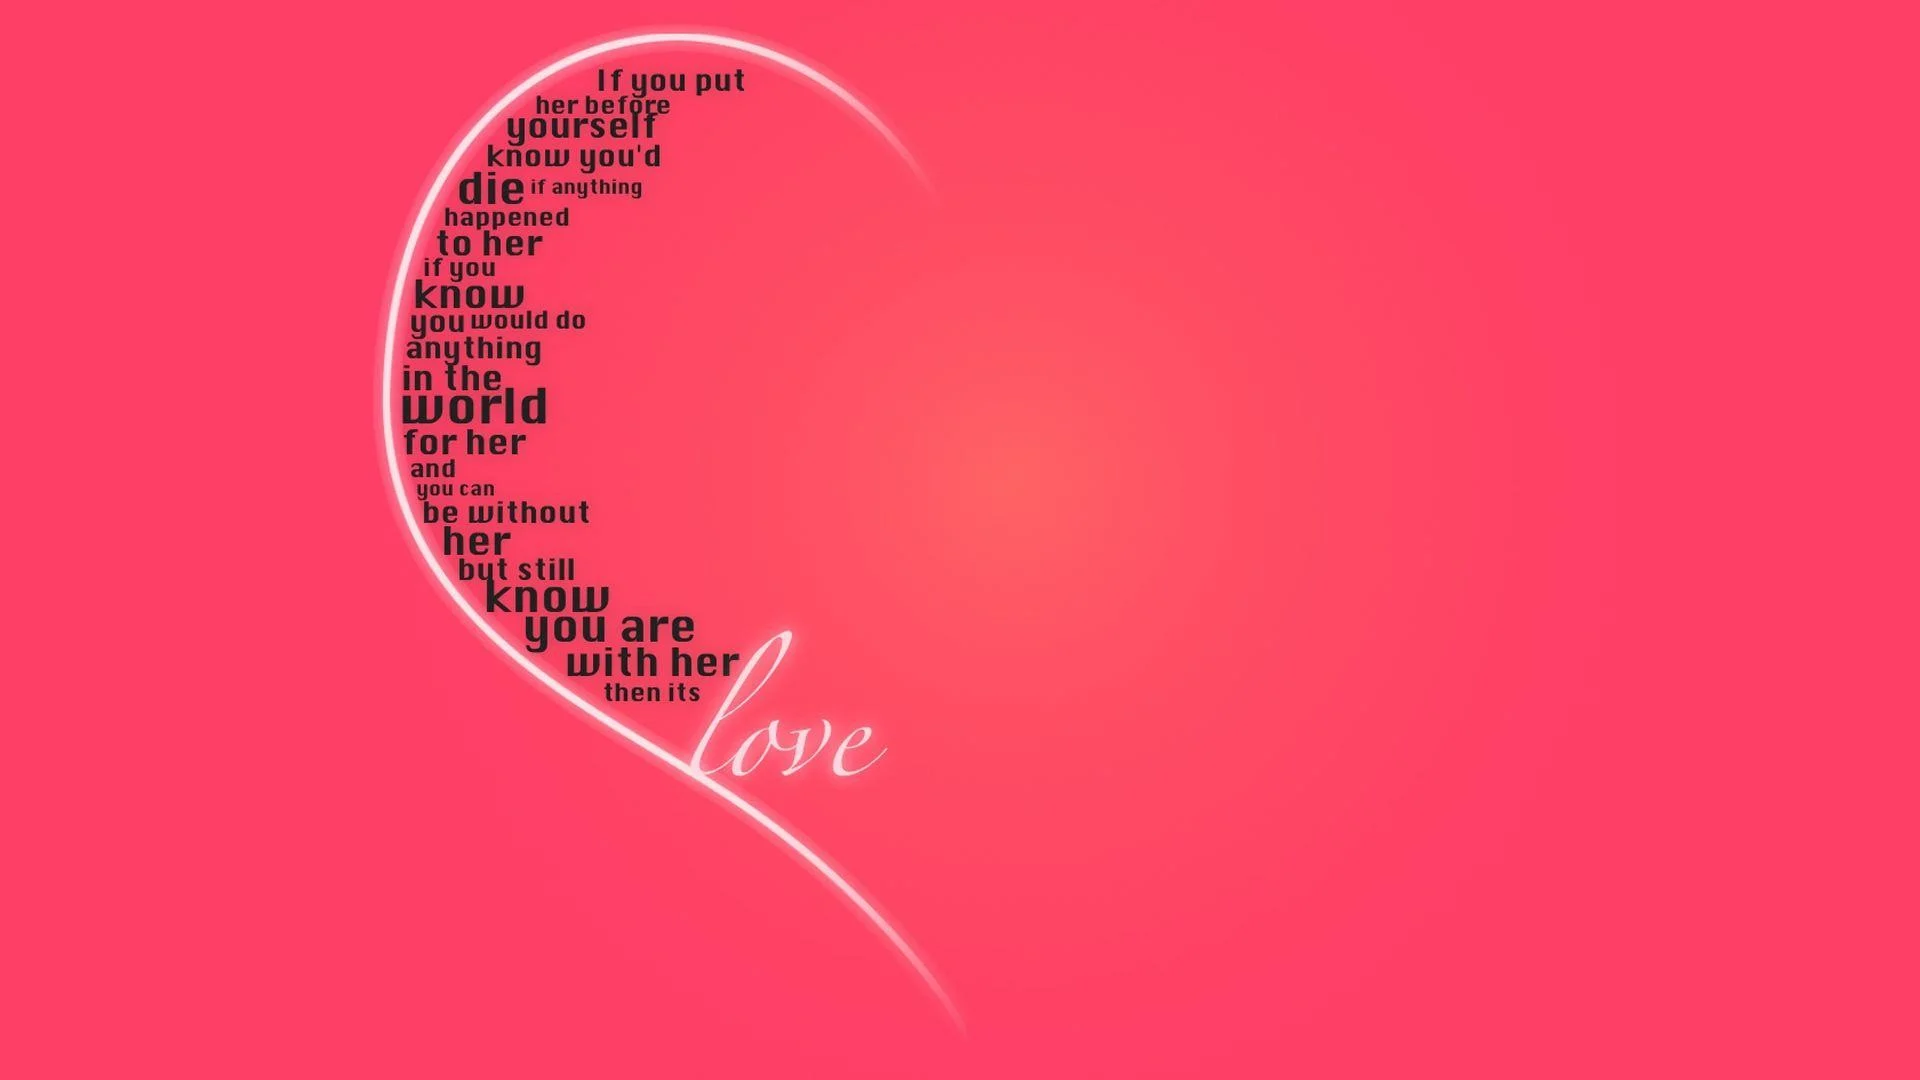 If you put
her before
yourself
know you'd
die if anything
happened
to her
if you
know
you would do
anything
in the
world
for her
and
you can
be without
her
but still
know
you are
with her
then its
love